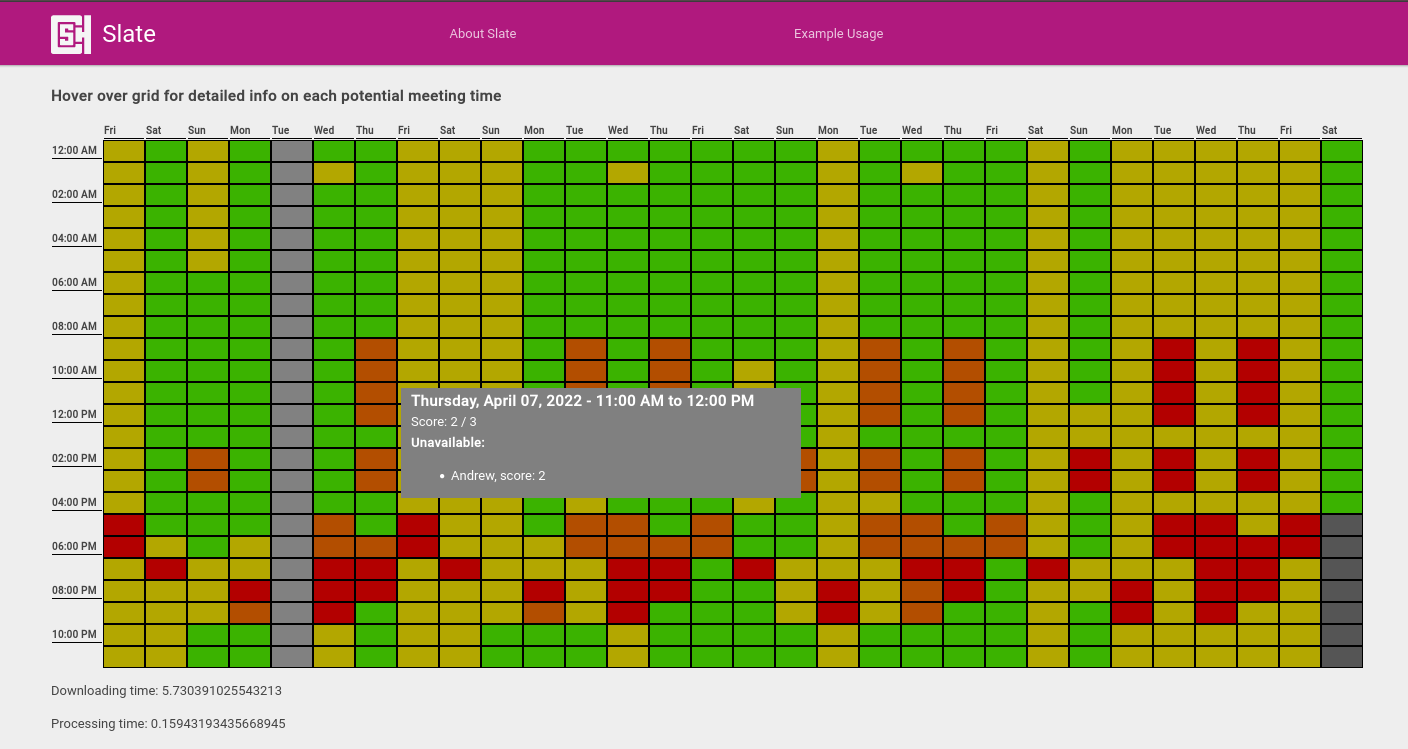 Slate
About Slate
Example Usage
Hover over grid for detailed info on each potential meeting time
Fri Sat Sun Mon Tue Wed Thu Fri Sat Sun Mon Tue Wed Thu Fri Sat Sun Mon Tue Wed Thu Fri Sat Sun Mon Tue Wed Thu Fri Sat
12:00 AM
02:00 AM
04:00 AM
06:00 AM
08:00 AM
10:00 AM
Thursday, April 07, 2022 - 11:00 AM to 12:00 PM
12:00 PM
Score: 2 / 3
Unavailable:
02:00 PM
• Andrew, score: 2
04:00 PM
06:00 PM
08:00 PM
10:00 PM
Downloading time: 5.730391025543213
Processing time: 0.15943193435668945